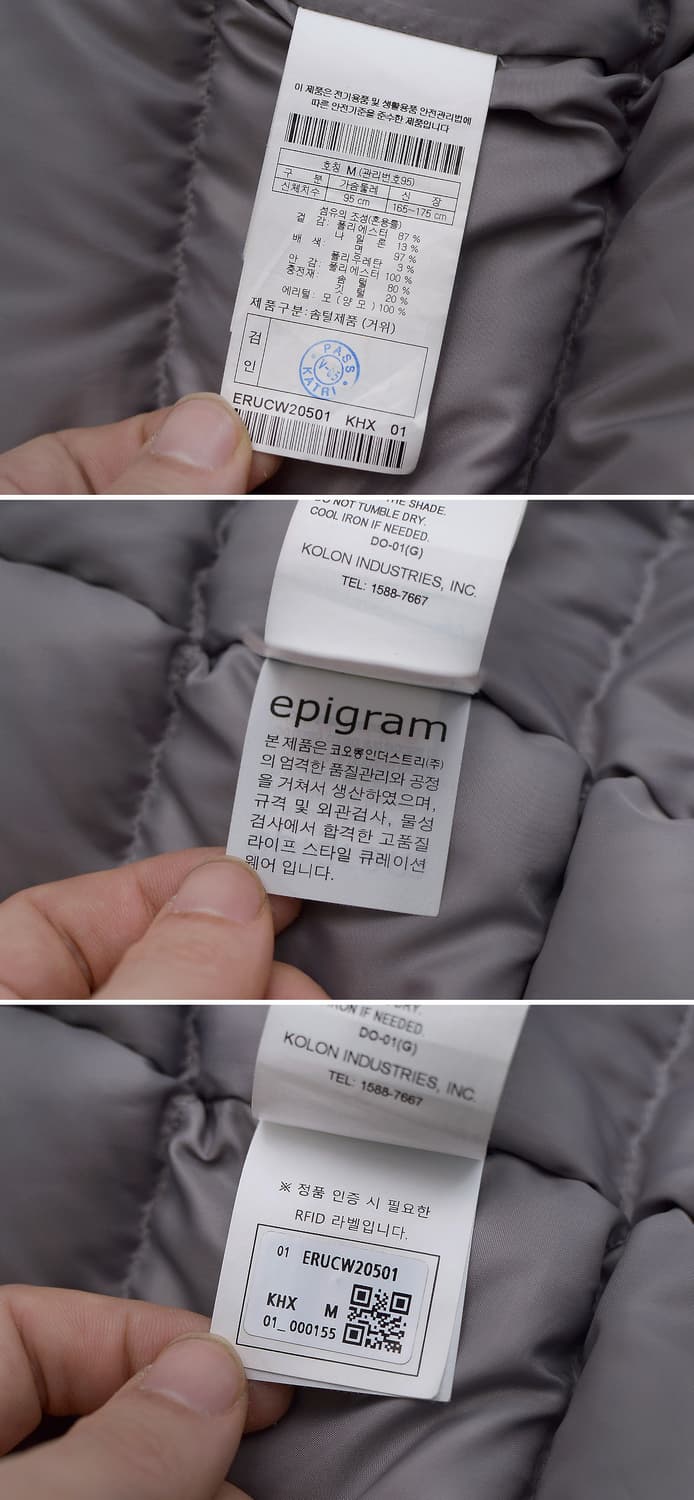 이 제품은 전기용품 및 생활용품 안전관리법에
따른 안전기준을 준수한 제품입니다
호칭 M (관리번호95)
구 분 가슴둘레 신 장
신체치수 95 cm 165~175 cm
섬유의 조성(혼용률)
겉 감: 폴리에스터 87 %
나 일 론 13 %
배 색: 면 97 %
폴리우레탄 3 %
안 감: 폴리에스터 100 %
충전재: 솜 털 80 %
깃 털 20 %
에리털: 모 (양 모) 100 %
제품구분: 솜털제품 (거위)
검 인
PASS
V-05
KATRI
ERUCW20501 KHX 01
THE SHADE.
DO NOT TUMBLE DRY.
COOL IRON IF NEEDED.
DO-01(G)
KOLON INDUSTRIES, INC.
TEL: 1588-7667
epigram
본 제품은 코오롱인더스트리(주)
의 엄격한 품질관리와 공정
을 거쳐서 생산하였으며,
규격 및 외관검사, 물성
검사에서 합격한 고품질
라이프 스타일 큐레이션
웨어 입니다.
IRON IF NEEDED.
DO-01(G)
KOLON INDUSTRIES, INC.
TEL: 1588-7667
※ 정품 인증 시 필요한
RFID 라벨입니다.
01 ERUCW20501
KHX M
01_000155